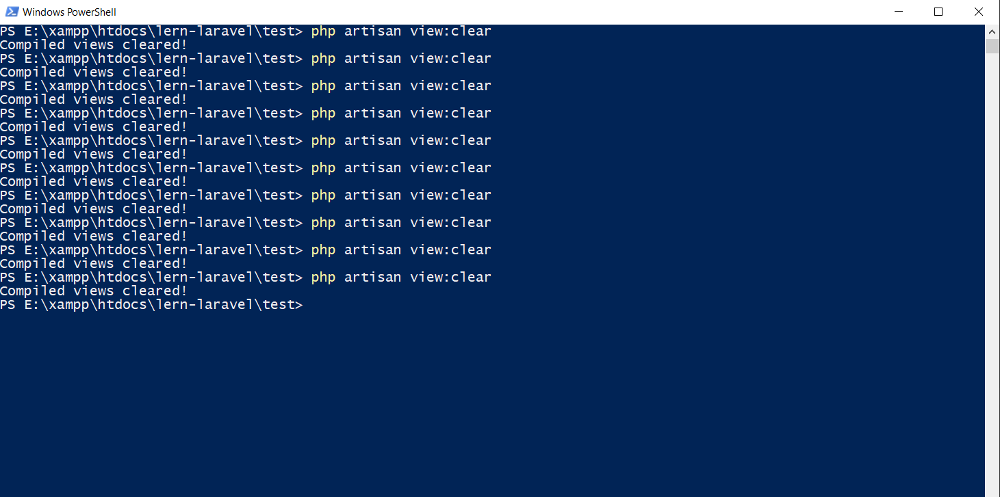 Windows PowerShell
PS E:\xampp\htdocs\lern-laravel\test> php artisan view:clear
Compiled views cleared!
PS E:\xampp\htdocs\lern-laravel\test> php artisan view:clear
Compiled views cleared!
PS E:\xampp\htdocs\lern-laravel\test> php artisan view:clear
Compiled views cleared!
PS E:\xampp\htdocs\lern-laravel\test> php artisan view:clear
Compiled views cleared!
PS E:\xampp\htdocs\lern-laravel\test> php artisan view:clear
Compiled views cleared!
PS E:\xampp\htdocs\lern-laravel\test> php artisan view:clear
Compiled views cleared!
PS E:\xampp\htdocs\lern-laravel\test> php artisan view:clear
Compiled views cleared!
PS E:\xampp\htdocs\lern-laravel\test> php artisan view:clear
Compiled views cleared!
PS E:\xampp\htdocs\lern-laravel\test> php artisan view:clear
Compiled views cleared!
PS E:\xampp\htdocs\lern-laravel\test> php artisan view:clear
Compiled views cleared!
PS E:\xampp\htdocs\lern-laravel\test>